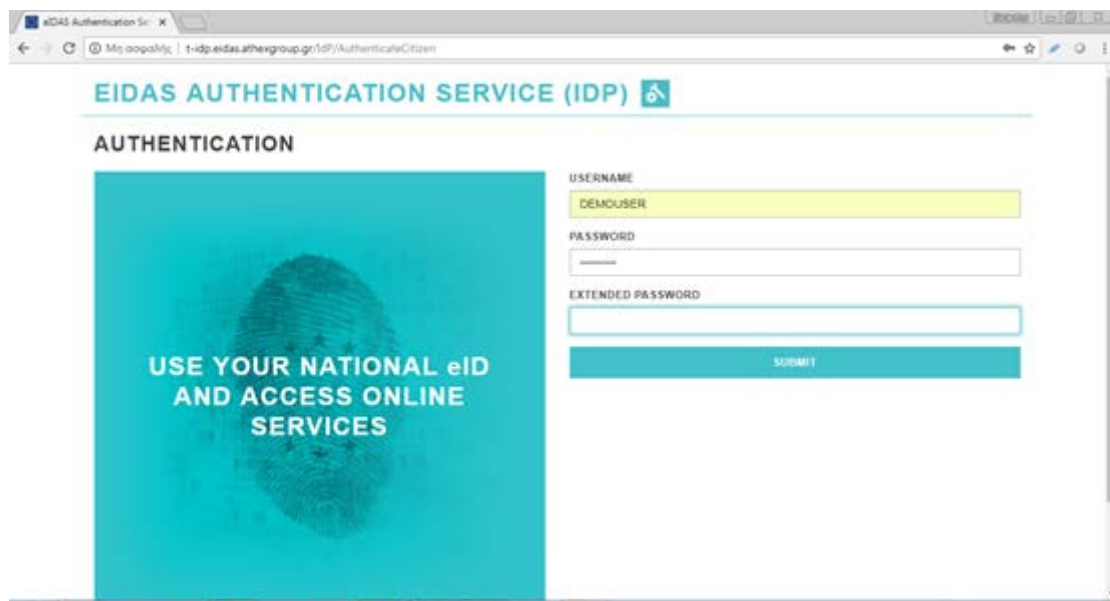 eIDAS Authentication Se
Μη ασφαλής | t-idp.eidas.athexgroup.gr/IdP/AuthenticateCitizen
EIDAS AUTHENTICATION SERVICE (IDP)
AUTHENTICATION
USE YOUR NATIONAL eID
AND ACCESS ONLINE
SERVICES
USERNAME
DEMOUSER
PASSWORD
EXTENDED PASSWORD
SUBMIT